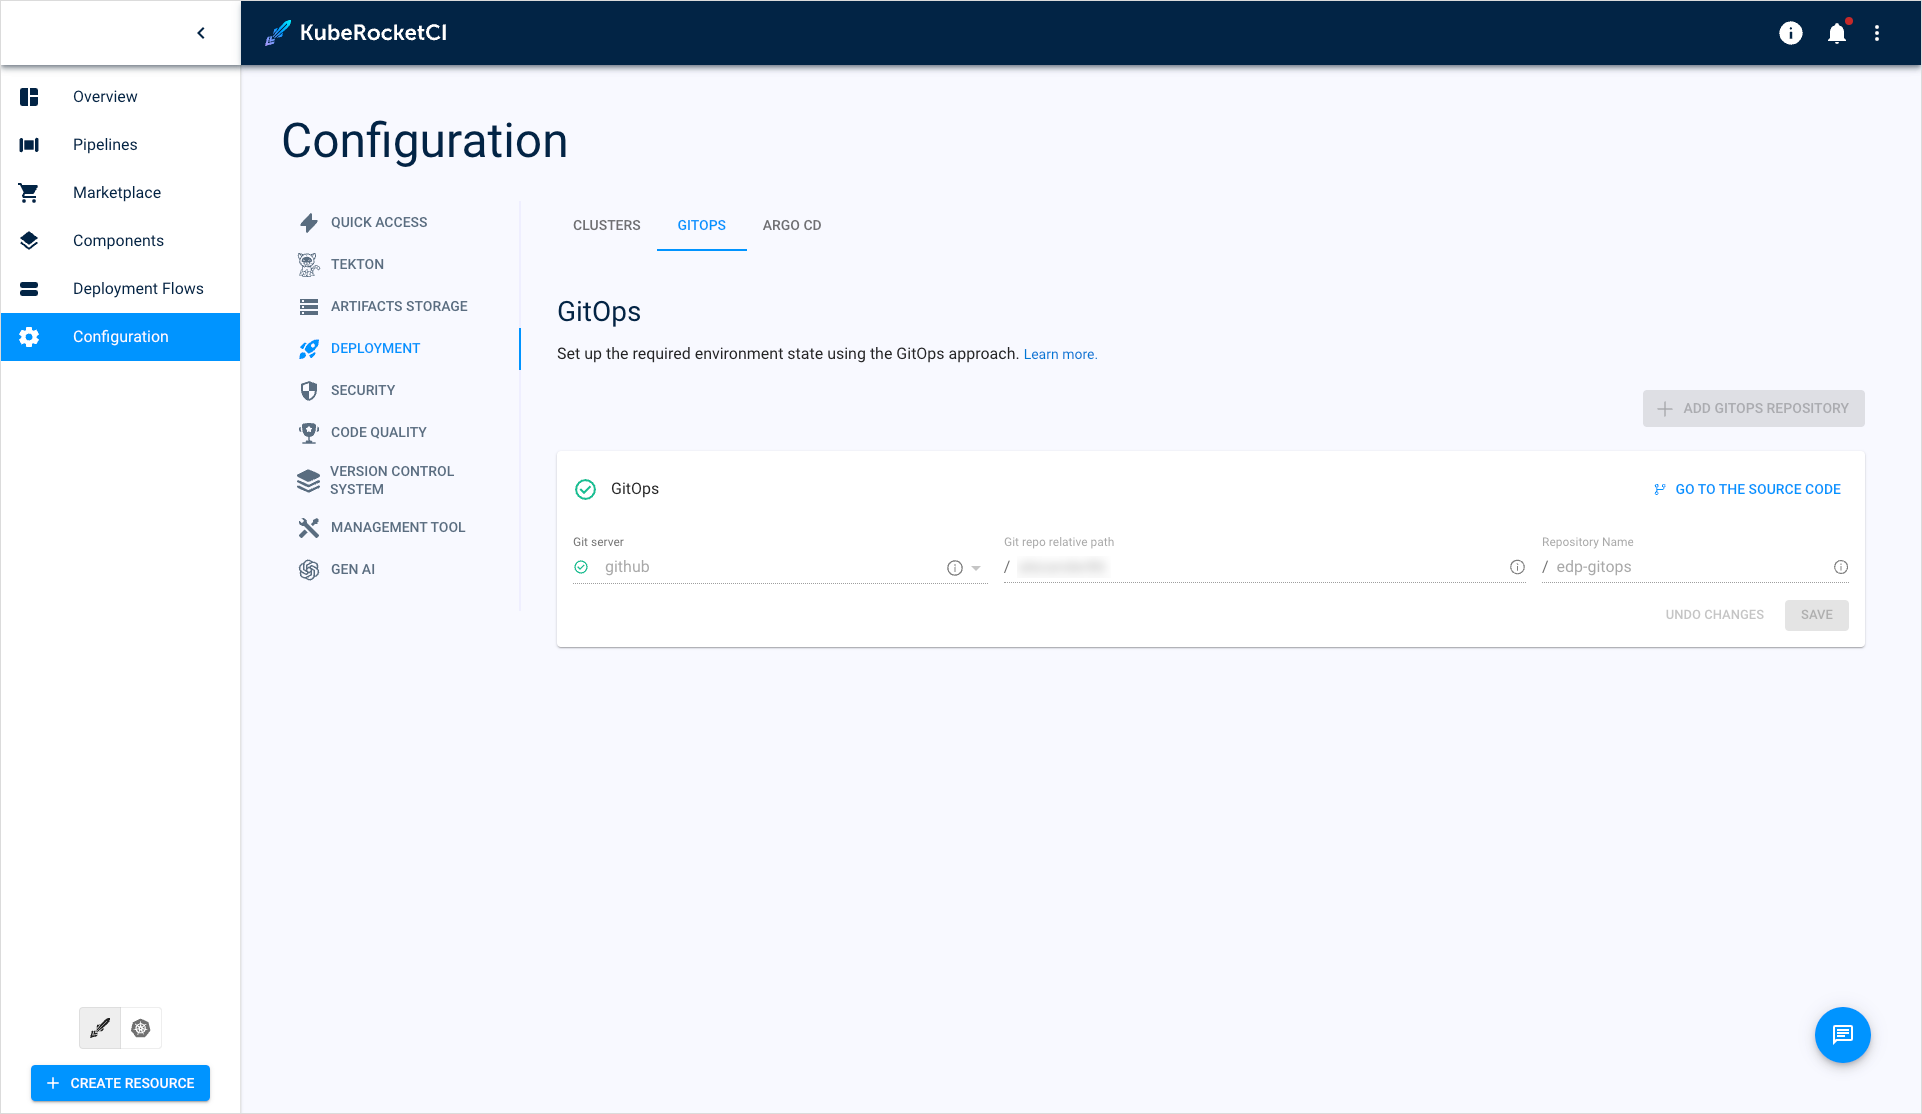 KubeRocketCI
Overview
Pipelines
Marketplace
Components
Deployment Flows
Configuration
CREATE RESOURCE
Configuration
QUICK ACCESS
TEKTON
ARTIFACTS STORAGE
DEPLOYMENT
SECURITY
CODE QUALITY
VERSION CONTROL
SYSTEM
MANAGEMENT TOOL
GEN AI
CLUSTERS GITOPS ARGO CD
GitOps
Set up the required environment state using the GitOps approach. Learn more.
ADD GITOPS REPOSITORY
GitOps GO TO THE SOURCE CODE
Git server Git repo relative path Repository Name
github / / edp-gitops
UNDO CHANGES SAVE